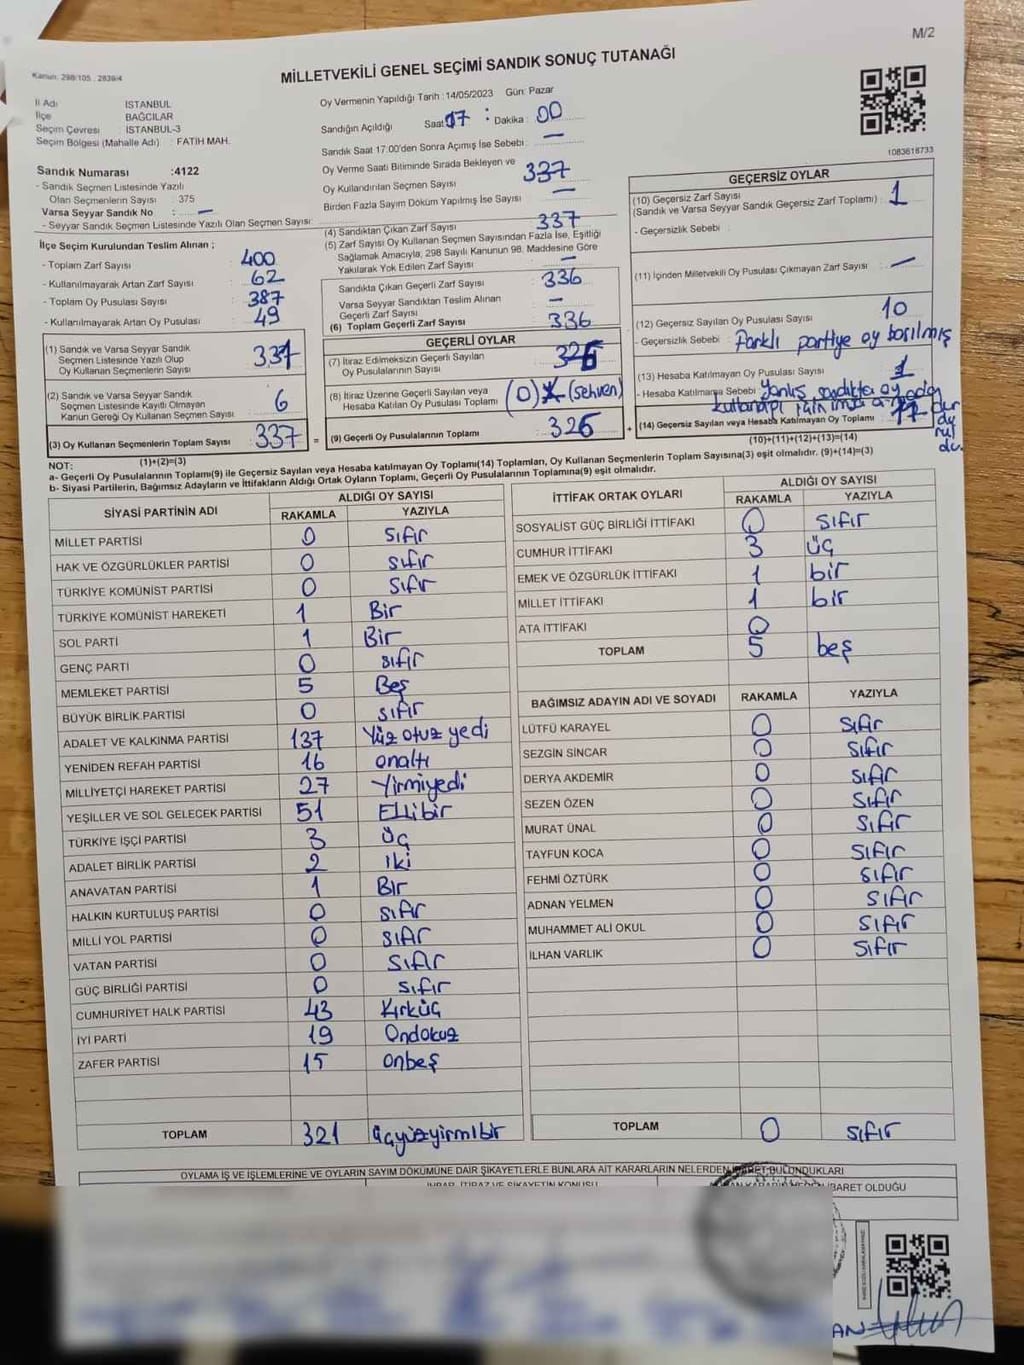 M/2
Kanun: 298/105 , 2839/4
MİLLETVEKİLİ GENEL SEÇİMİ SANDIK SONUÇ TUTANAĞI
İl Adı : İSTANBUL
İlçe : BAĞCILAR
Seçim Çevresi : İSTANBUL-3
Seçim Bölgesi (Mahalle Adı) : FATİH MAH.
Sandık Numarası :4122
- Sandık Seçmen Listesinde Yazılı
Olan Seçmenlerin Sayısı : 375
Varsa Seyyar Sandık No : —
- Seyyar Sandık Seçmen Listesinde Yazılı Olan Seçmen Sayısı:
İlçe Seçim Kurulundan Teslim Alınan ;
- Toplam Zarf Sayısı : 400
- Kullanılmayarak Artan Zarf Sayısı : 62
- Toplam Oy Pusulası Sayısı : 387
- Kullanılmayarak Artan Oy Pusulası : 49
(1) Sandık ve Varsa Seyyar Sandık
Seçmen Listesinde Yazılı Olup
Oy Kullanan Seçmenlerin Sayısı : 331
(2) Sandık ve Varsa Seyyar Sandık
Seçmen Listesinde Kayıtlı Olmayan
Kanun Gereği Oy Kullanan Seçmen Sayısı : 6
(3) Oy Kullanan Seçmenlerin Toplam Sayısı : 337
(1)+(2)=(3)
Oy Vermenin Yapıldığı Tarih :14/05/2023 Gün: Pazar
Sandığın Açıldığı Saat: 17 : Dakika : 00
Sandık Saat 17:00'den Sonra Açımış İse Sebebi : —
Oy Verme Saati Bitiminde Sırada Bekleyen ve
Oy Kullandırılan Seçmen Sayısı : 337
Birden Fazla Sayım Döküm Yapılmış İse Sayısı : —
(4) Sandıktan Çıkan Zarf Sayısı : 337
(5) Zarf Sayısı Oy Kullanan Seçmen Sayısından Fazla İse, Eşitliği
Sağlamak Amacıyla, 298 Sayılı Kanunun 98. Maddesine Göre
Yakılarak Yok Edilen Zarf Sayısı : —
Sandıkta Çıkan Geçerli Zarf Sayısı : 336
Varsa Seyyar Sandıktan Teslim Alınan
Geçerli Zarf Sayısı : —
(6) Toplam Geçerli Zarf Sayısı : 336
GEÇERLİ OYLAR
(7) İtiraz Edilmeksizin Geçerli Sayılan
Oy Pusulalarının Sayısı : 326
(8) İtiraz Üzerine Geçerli Sayılan veya
Hesaba Katılan Oy Pusulası Toplamı : (0) (sehven)
= (9) Geçerli Oy Pusulalarının Toplamı : 326 +
1083618733
GEÇERSİZ OYLAR
(10) Geçersiz Zarf Sayısı : 1
(Sandık ve Varsa Seyyar Sandık Geçersiz Zarf Toplamı)
- Geçersizlik Sebebi :
(11) İçinden Milletvekili Oy Pusulası Çıkmayan Zarf Sayısı : —
(12) Geçersiz Sayılan Oy Pusulası Sayısı : 10
- Geçersizlik Sebebi : Farklı partiye oy basılmış
(13) Hesaba Katılmayan Oy Pusulası Sayısı : 1
- Hesaba Katılmama Sebebi : Yanlış sandıkta oy
için
(14) Geçersiz Sayılan veya Hesaba Katılmayan Oy Toplamı : 11
(10)+(11)+(12)+(13)=(14)
NOT:
a- Geçerli Oy Pusulalarının Toplamı(9) ile Geçersiz Sayılan veya Hesaba katılmayan Oy Toplamı(14) Toplamları, Oy Kullanan Seçmenlerin Toplam Sayısına(3) eşit olmalıdır. (9)+(14)=(3)
b- Siyasi Partilerin, Bağımsız Adayların ve İttifakların Aldığı Ortak Oyların Toplamı, Geçerli Oy Pusulalarının Toplamına(9) eşit olmalıdır.
SİYASİ PARTİNİN ADI ALDIĞI OY SAYISI
RAKAMLA YAZIYLA
MİLLET PARTİSİ 0 Sıfır
HAK VE ÖZGÜRLÜKLER PARTİSİ 0 sıfır
TÜRKİYE KOMÜNİST PARTİSİ 0 Sıfır
TÜRKİYE KOMÜNİST HAREKETİ 1 Bir
SOL PARTİ 1 Bir
GENÇ PARTİ 0 sıfır
MEMLEKET PARTİSİ 5 Beş
BÜYÜK BİRLİK PARTİSİ 0 sıfır
ADALET VE KALKINMA PARTİSİ 137 Yüz otuz yedi
YENİDEN REFAH PARTİSİ 16 onaltı
MİLLİYETÇİ HAREKET PARTİSİ 27 Yirmiyedi
YEŞİLLER VE SOL GELECEK PARTİSİ 51 Ellibir
TÜRKİYE İŞÇİ PARTİSİ 3 Üç
ADALET BİRLİK PARTİSİ 2 iki
ANAVATAN PARTİSİ 1 Bir
HALKIN KURTULUŞ PARTİSİ 0 sıfır
MİLLİ YOL PARTİSİ 0 sıfır
VATAN PARTİSİ 0 Sıfır
GÜÇ BİRLİĞİ PARTİSİ 0 sıfır
CUMHURİYET HALK PARTİSİ 43 Kırküç
İYİ PARTİ 19 Ondokuz
ZAFER PARTİSİ 15 onbeş
TOPLAM 321 üçyüzyirmibir
İTTİFAK ORTAK OYLARI ALDIĞI OY SAYISI
RAKAMLA YAZIYLA
SOSYALİST GÜÇ BİRLİĞİ İTTİFAKI 0 sıfır
CUMHUR İTTİFAKI 3 üç
EMEK VE ÖZGÜRLÜK İTTİFAKI 1 bir
MİLLET İTTİFAKI 1 bir
ATA İTTİFAKI 0
TOPLAM 5 beş
BAĞIMSIZ ADAYIN ADI VE SOYADI RAKAMLA YAZIYLA
LÜTFÜ KARAYEL 0 sıfır
SEZGİN SİNCAR 0 sıfır
DERYA AKDEMİR 0 sıfır
SEZEN ÖZEN 0 sıfır
MURAT ÜNAL 0 sıfır
TAYFUN KOCA 0 sıfır
FEHMİ ÖZTÜRK 0 sıfır
ADNAN YELMEN 0 sıfır
MUHAMMET ALİ OKUL 0 sıfır
İLHAN VARLIK 0 sıfır
TOPLAM 0 sıfır
OYLAMA İŞ VE İŞLEMLERİNE VE OYLARIN SAYIM DÖKÜMÜNE DAİR ŞİKAYETLERLE BUNLARA AİT KARARLARIN NELERDEN İBARET BULUNDUKLARI
İHBAR, İTİRAZ VE ŞİKAYETİN KONUSU
İBARET OLDUĞU